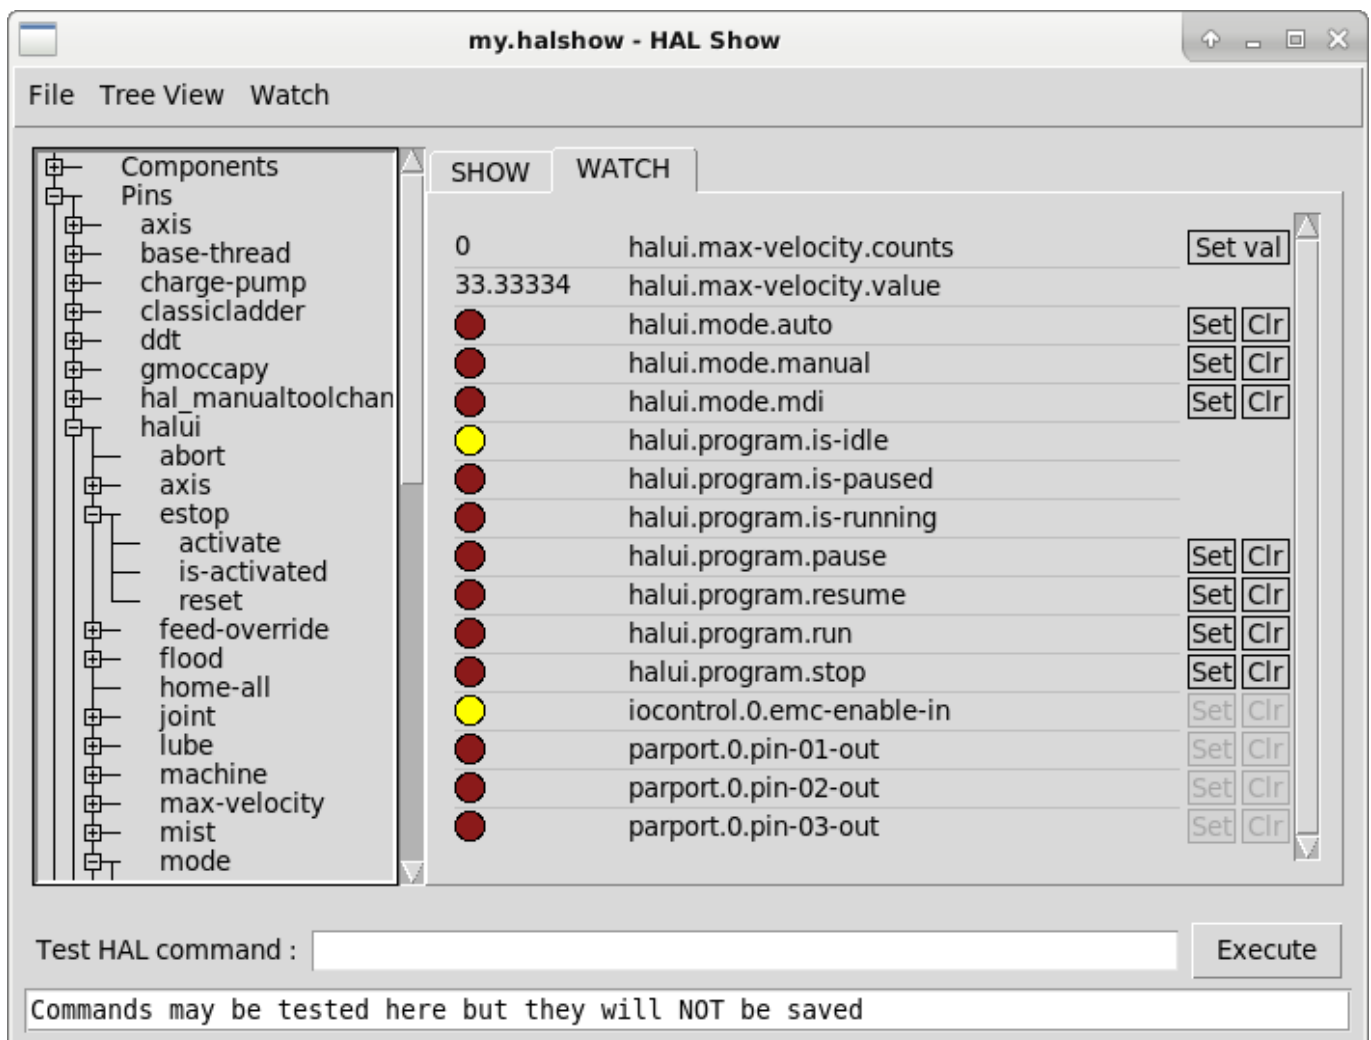 my.halshow - HAL Show
File Tree View Watch
Components
Pins
axis
base-thread
charge-pump
classicladder
ddt
gmoccapy
hal_manualtoolchan
halui
abort
axis
estop
activate
is-activated
reset
feed-override
flood
home-all
joint
lube
machine
max-velocity
mist
mode
SHOW WATCH
0 halui.max-velocity.counts Set val
33.33334 halui.max-velocity.value
halui.mode.auto Set Clr
halui.mode.manual Set Clr
halui.mode.mdi Set Clr
halui.program.is-idle
halui.program.is-paused
halui.program.is-running
halui.program.pause Set Clr
halui.program.resume Set Clr
halui.program.run Set Clr
halui.program.stop Set Clr
iocontrol.0.emc-enable-in Set Clr
parport.0.pin-01-out Set Clr
parport.0.pin-02-out Set Clr
parport.0.pin-03-out Set Clr
Test HAL command : Execute
Commands may be tested here but they will NOT be saved